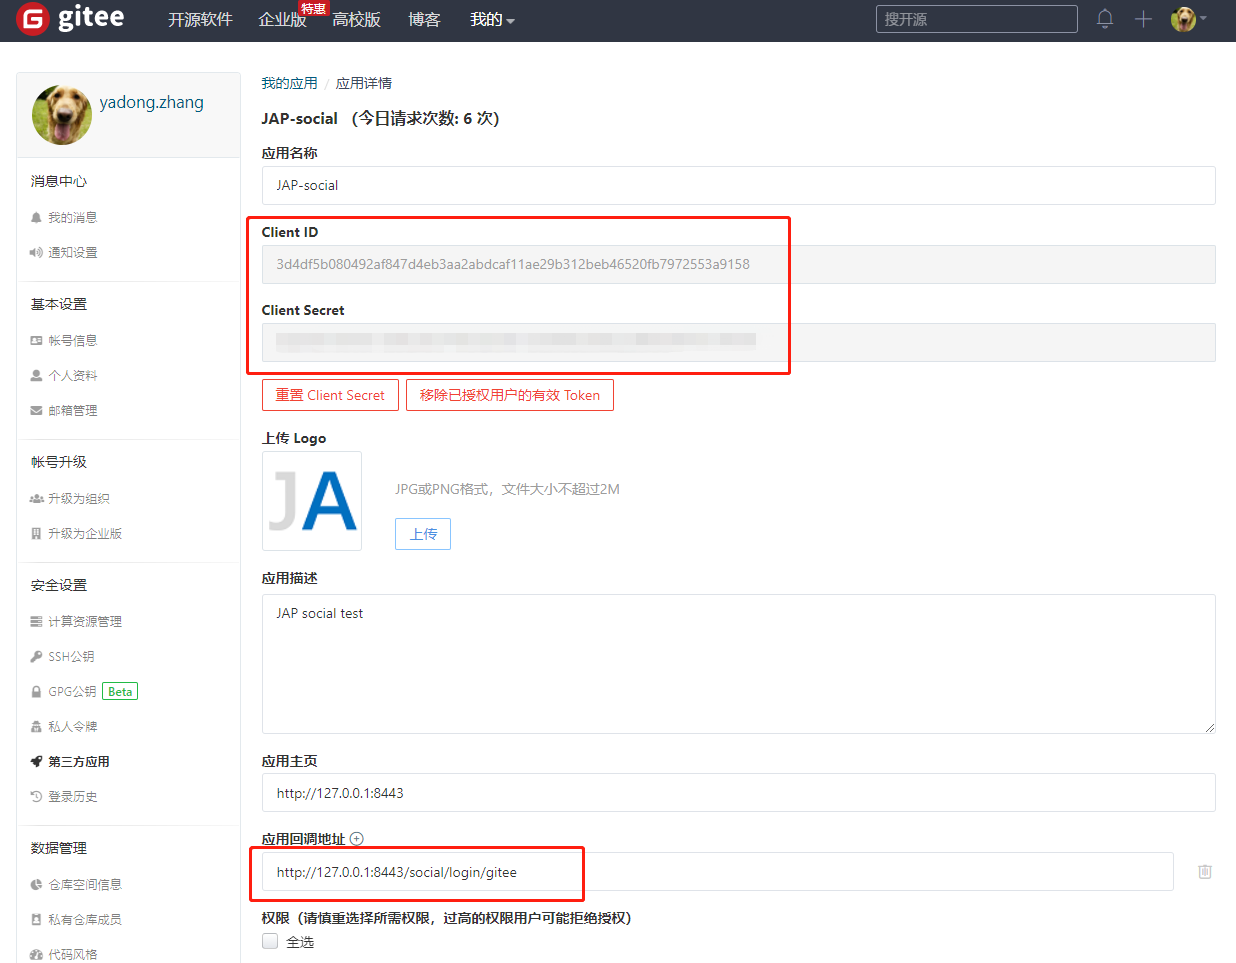 gitee
开源软件
企业版
特惠
高校版
博客
我的
搜开源
yadong.zhang
消息中心
我的消息
通知设置
基本设置
帐号信息
个人资料
邮箱管理
帐号升级
升级为组织
升级为企业版
安全设置
计算资源管理
SSH公钥
GPG公钥 Beta
私人令牌
第三方应用
登录历史
数据管理
仓库空间信息
私有仓库成员
代码风格
我的应用 / 应用详情
JAP-social （今日请求次数: 6 次）
应用名称
JAP-social
Client ID
3d4df5b080492af847d4eb3aa2abdcaf11ae29b312beb46520fb7972553a9158
Client Secret
重置 Client Secret
移除已授权用户的有效 Token
上传 Logo
JA
JPG或PNG格式，文件大小不超过2M
上传
应用描述
JAP social test
应用主页
http://127.0.0.1:8443
应用回调地址
http://127.0.0.1:8443/social/login/gitee
权限（请慎重选择所需权限，过高的权限用户可能拒绝授权）
全选